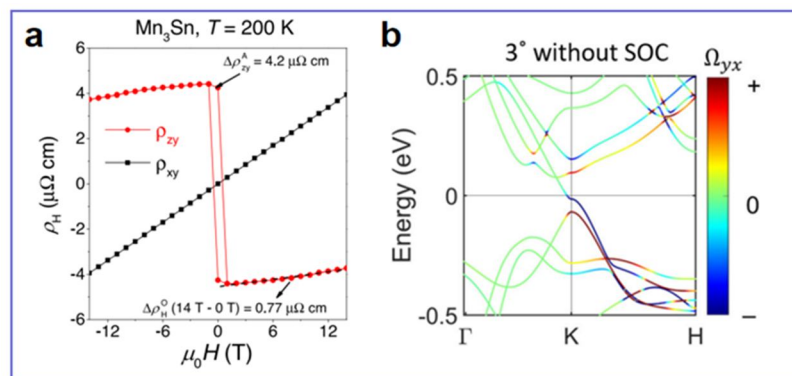 a
Mn₃Sn, T = 200 K
Δρᴬzy = 4.2 μΩ cm
ρzy
ρxy
Δρᴼ_H (14 T - 0 T) = 0.77 μΩ cm
ρH (μΩ cm)
6
4
2
0
-2
-4
-6
-12 -6 0 6 12
μ₀H (T)
b
3° without SOC
Ωyx
+
0
−
Energy (eV)
0.5
0
-0.5
Γ K H